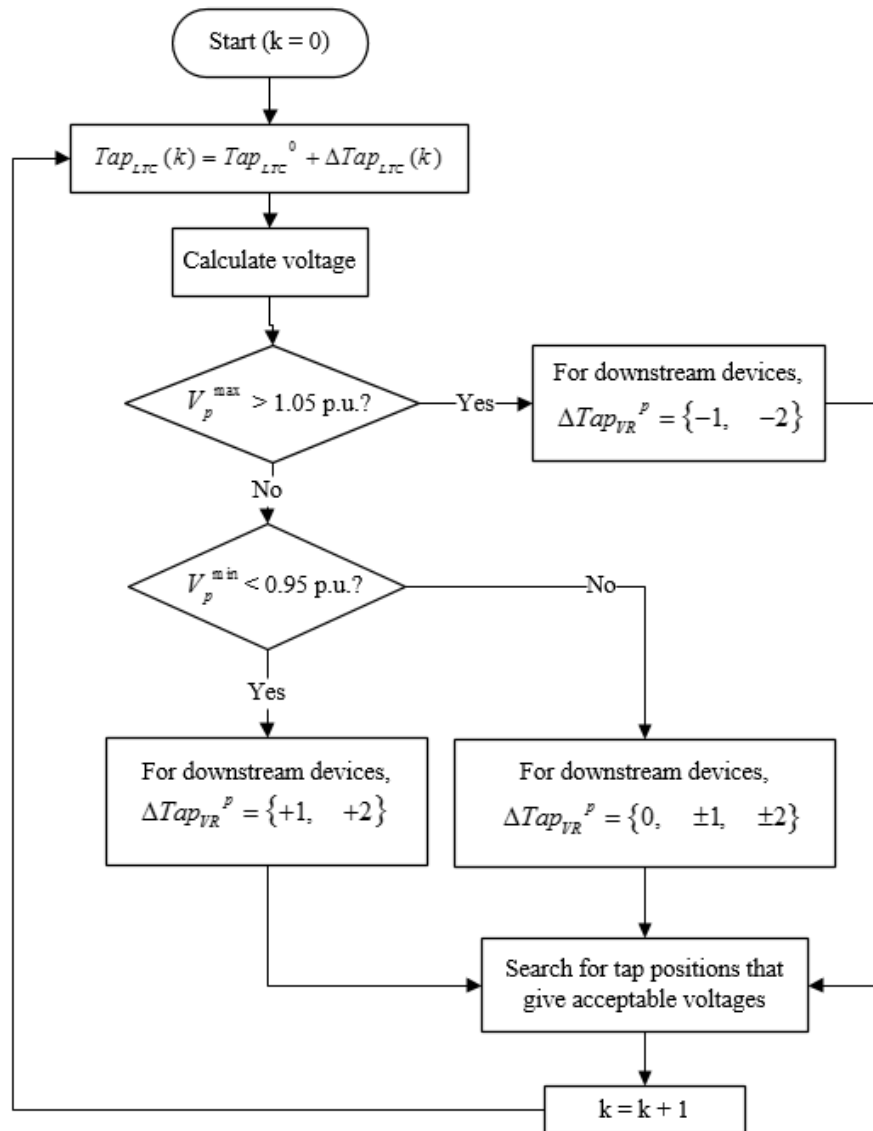 Start (k = 0)
Tap_LTC(k) = Tap_LTC^0 + ΔTap_LTC(k)
Calculate voltage
V_p^max > 1.05 p.u.?
Yes
For downstream devices,
ΔTap_VR^p = {−1, −2}
No
V_p^min < 0.95 p.u.?
No
Yes
For downstream devices,
ΔTap_VR^p = {+1, +2}
For downstream devices,
ΔTap_VR^p = {0, ±1, ±2}
Search for tap positions that
give acceptable voltages
k = k + 1